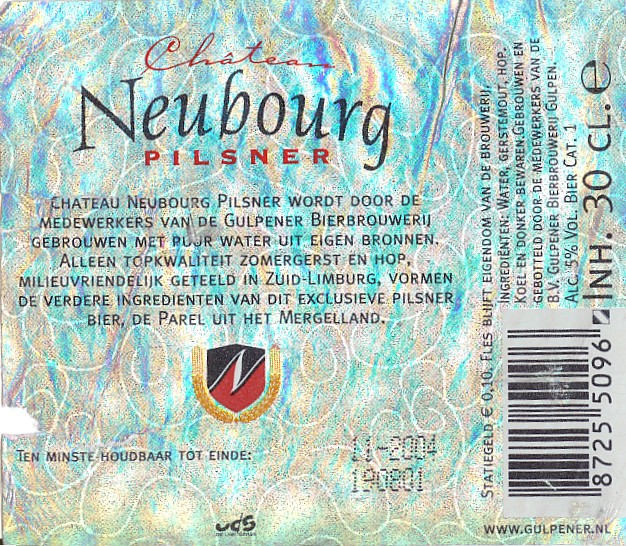 Château
Neubourg
PILSNER
CHATEAU NEUBOURG PILSNER WORDT DOOR DE
MEDEWERKERS VAN DE GULPENER BIERBROUWERIJ
GEBROUWEN MET PUUR WATER UIT EIGEN BRONNEN.
ALLEEN TOPKWALITEIT ZOMERGERST EN HOP,
MILIEUVRIENDELIJK GETEELD IN ZUID-LIMBURG, VORMEN
DE VERDERE INGREDIENTEN VAN DIT EXCLUSIEVE PILSNER
BIER, DE PAREL UIT HET MERGELLAND.
N
TEN MINSTE HOUDBAAR TOT EINDE:
11-2004
uds
STATIEGELD € 0,10. FLES BLIJFT EIGENDOM VAN DE BROUWERIJ.
INGREDIËNTEN: WATER, GERSTEMOUT, HOP.
KOEL EN DONKER BEWAREN.GEBROUWEN EN
GEBOTTELD DOOR DE MEDEWERKERS VAN DE
B.V. GULPENER BIERBROUWERIJ GULPEN.
ALC. 5% VOL. BIER CAT. 1
INH. 30 CL. e
8725 5096
WWW.GULPENER.NL